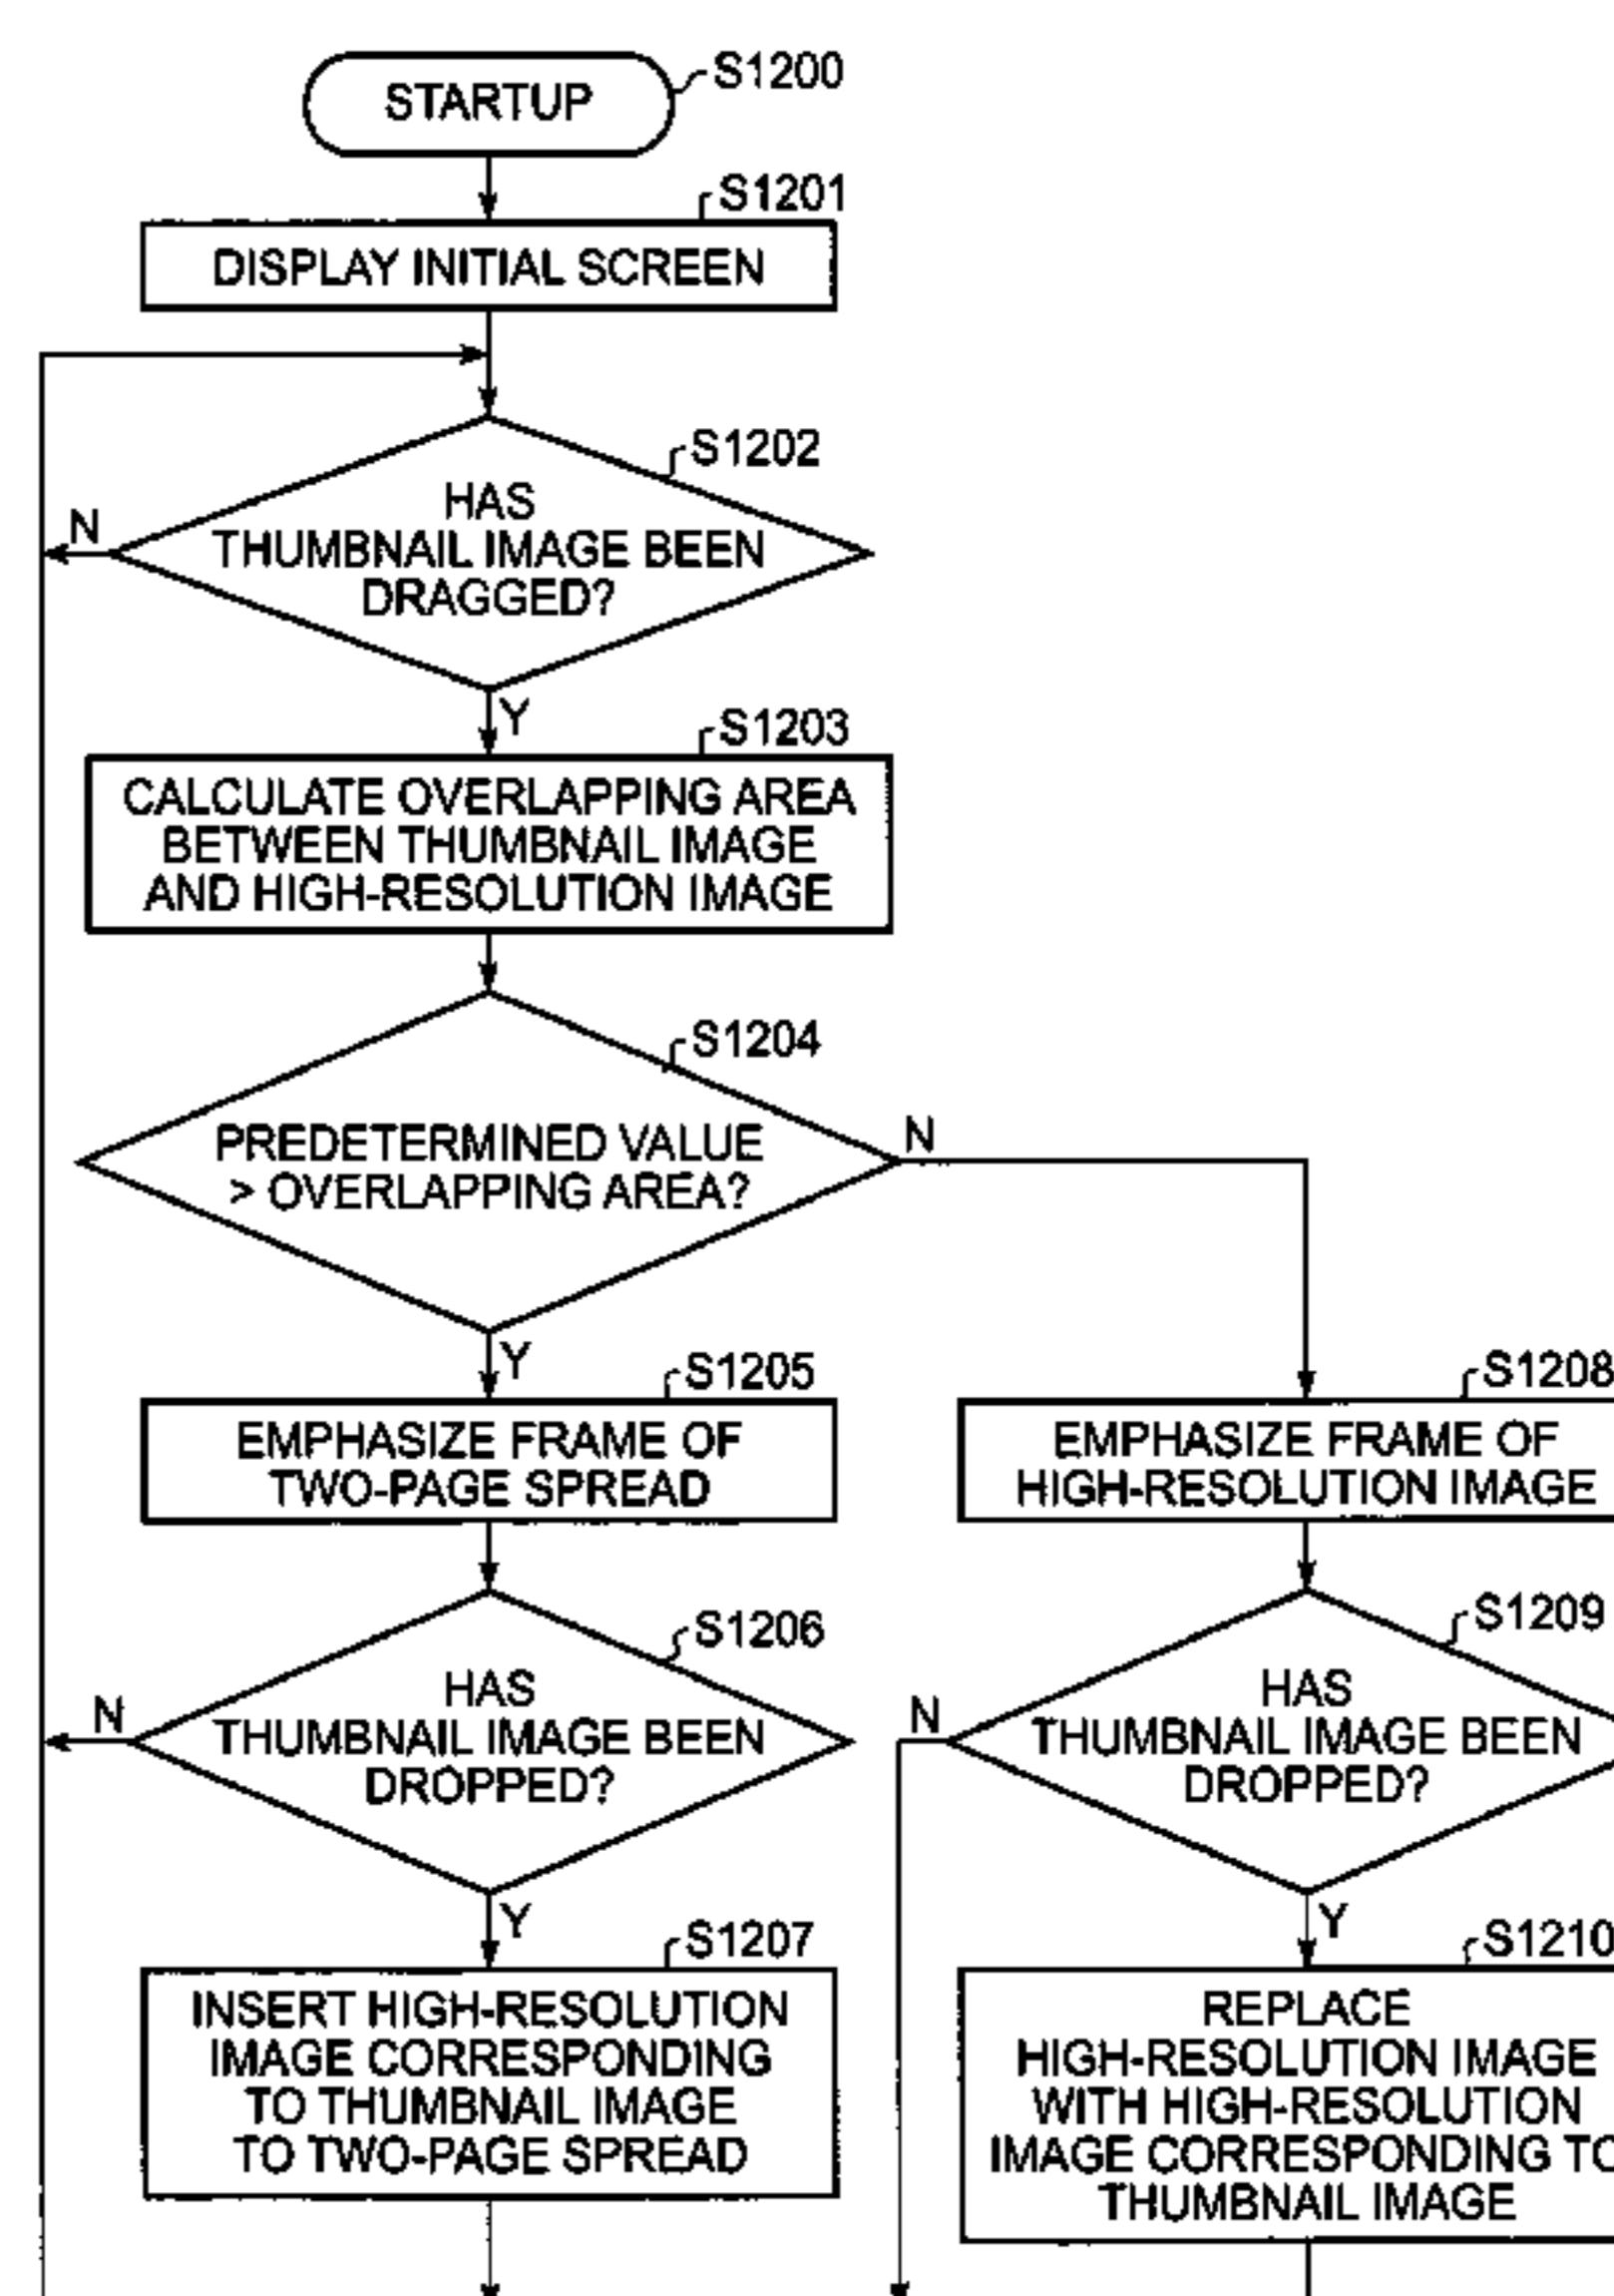 STARTUP
S1200
S1201
DISPLAY INITIAL SCREEN
S1202
HAS
THUMBNAIL IMAGE BEEN
DRAGGED?
N
Y
S1203
CALCULATE OVERLAPPING AREA
BETWEEN THUMBNAIL IMAGE
AND HIGH-RESOLUTION IMAGE
S1204
PREDETERMINED VALUE
> OVERLAPPING AREA?
N
Y
S1205
EMPHASIZE FRAME OF
TWO-PAGE SPREAD
S1206
HAS
THUMBNAIL IMAGE BEEN
DROPPED?
N
Y
S1207
INSERT HIGH-RESOLUTION
IMAGE CORRESPONDING
TO THUMBNAIL IMAGE
TO TWO-PAGE SPREAD
S1208
EMPHASIZE FRAME OF
HIGH-RESOLUTION IMAGE
S1209
HAS
THUMBNAIL IMAGE BEEN
DROPPED?
N
Y
S1210
REPLACE
HIGH-RESOLUTION IMAGE
WITH HIGH-RESOLUTION
IMAGE CORRESPONDING TO
THUMBNAIL IMAGE